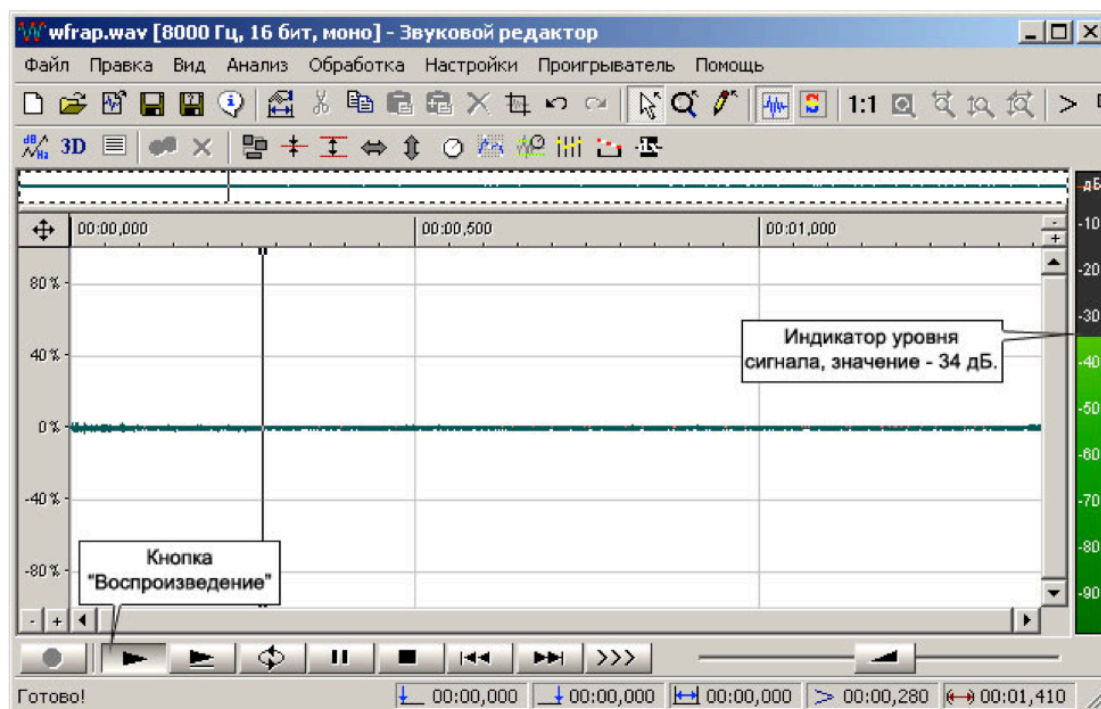 wfrap.wav [8000 Гц, 16 бит, моно] - Звуковой редактор
Файл Правка Вид Анализ Обработка Настройки Проигрыватель Помощь
1:1
dB/Hz 3D
дБ
00:00,000 00:00,500 00:01,000
-10
80 %
-20
-30
Индикатор уровня
сигнала, значение - 34 дБ.
40 %
-40
-50
0 %
-60
-40 %
-70
Кнопка
"Воспроизведение"
-80
-80 %
-90
Готово! 00:00,000 00:00,000 00:00,000 00:00,280 00:01,410